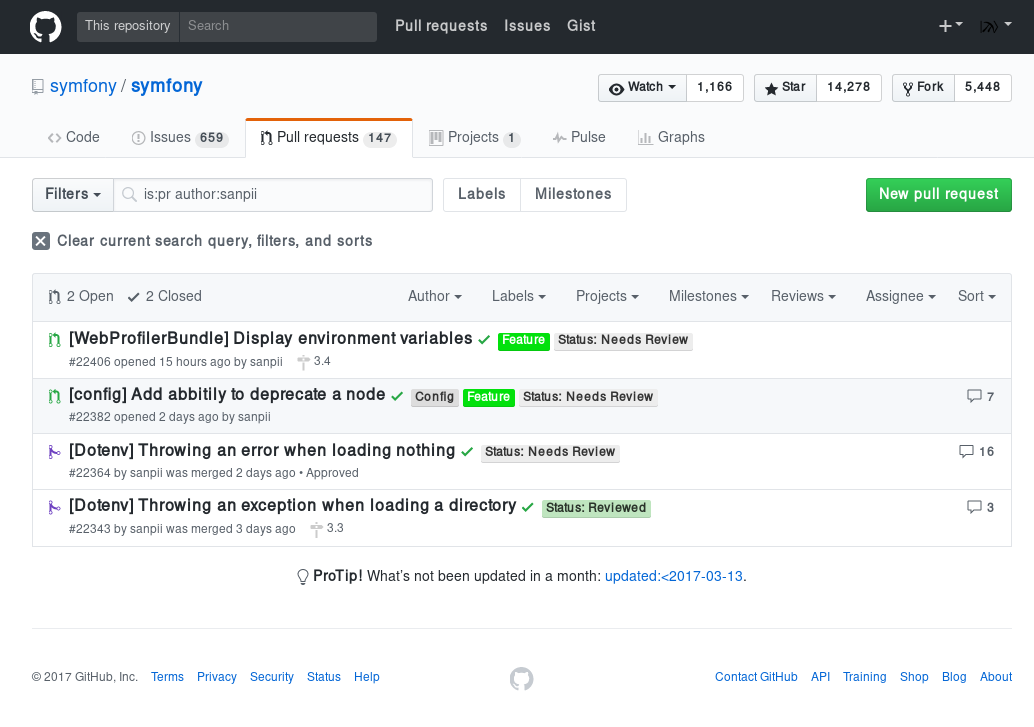 This repository Search Pull requests Issues Gist
symfony / symfony Watch 1,166 Star 14,278 Fork 5,448
Code Issues 659 Pull requests 147 Projects 1 Pulse Graphs
Filters is:pr author:sanpii Labels Milestones New pull request
Clear current search query, filters, and sorts
2 Open 2 Closed Author Labels Projects Milestones Reviews Assignee Sort
[WebProfilerBundle] Display environment variables Feature Status: Needs Review
#22406 opened 15 hours ago by sanpii 3.4
[config] Add abbitily to deprecate a node Config Feature Status: Needs Review 7
#22382 opened 2 days ago by sanpii
[Dotenv] Throwing an error when loading nothing Status: Needs Review 16
#22364 by sanpii was merged 2 days ago • Approved
[Dotenv] Throwing an exception when loading a directory Status: Reviewed 3
#22343 by sanpii was merged 3 days ago 3.3
ProTip! What's not been updated in a month: updated:<2017-03-13.
© 2017 GitHub, Inc. Terms Privacy Security Status Help Contact GitHub API Training Shop Blog About